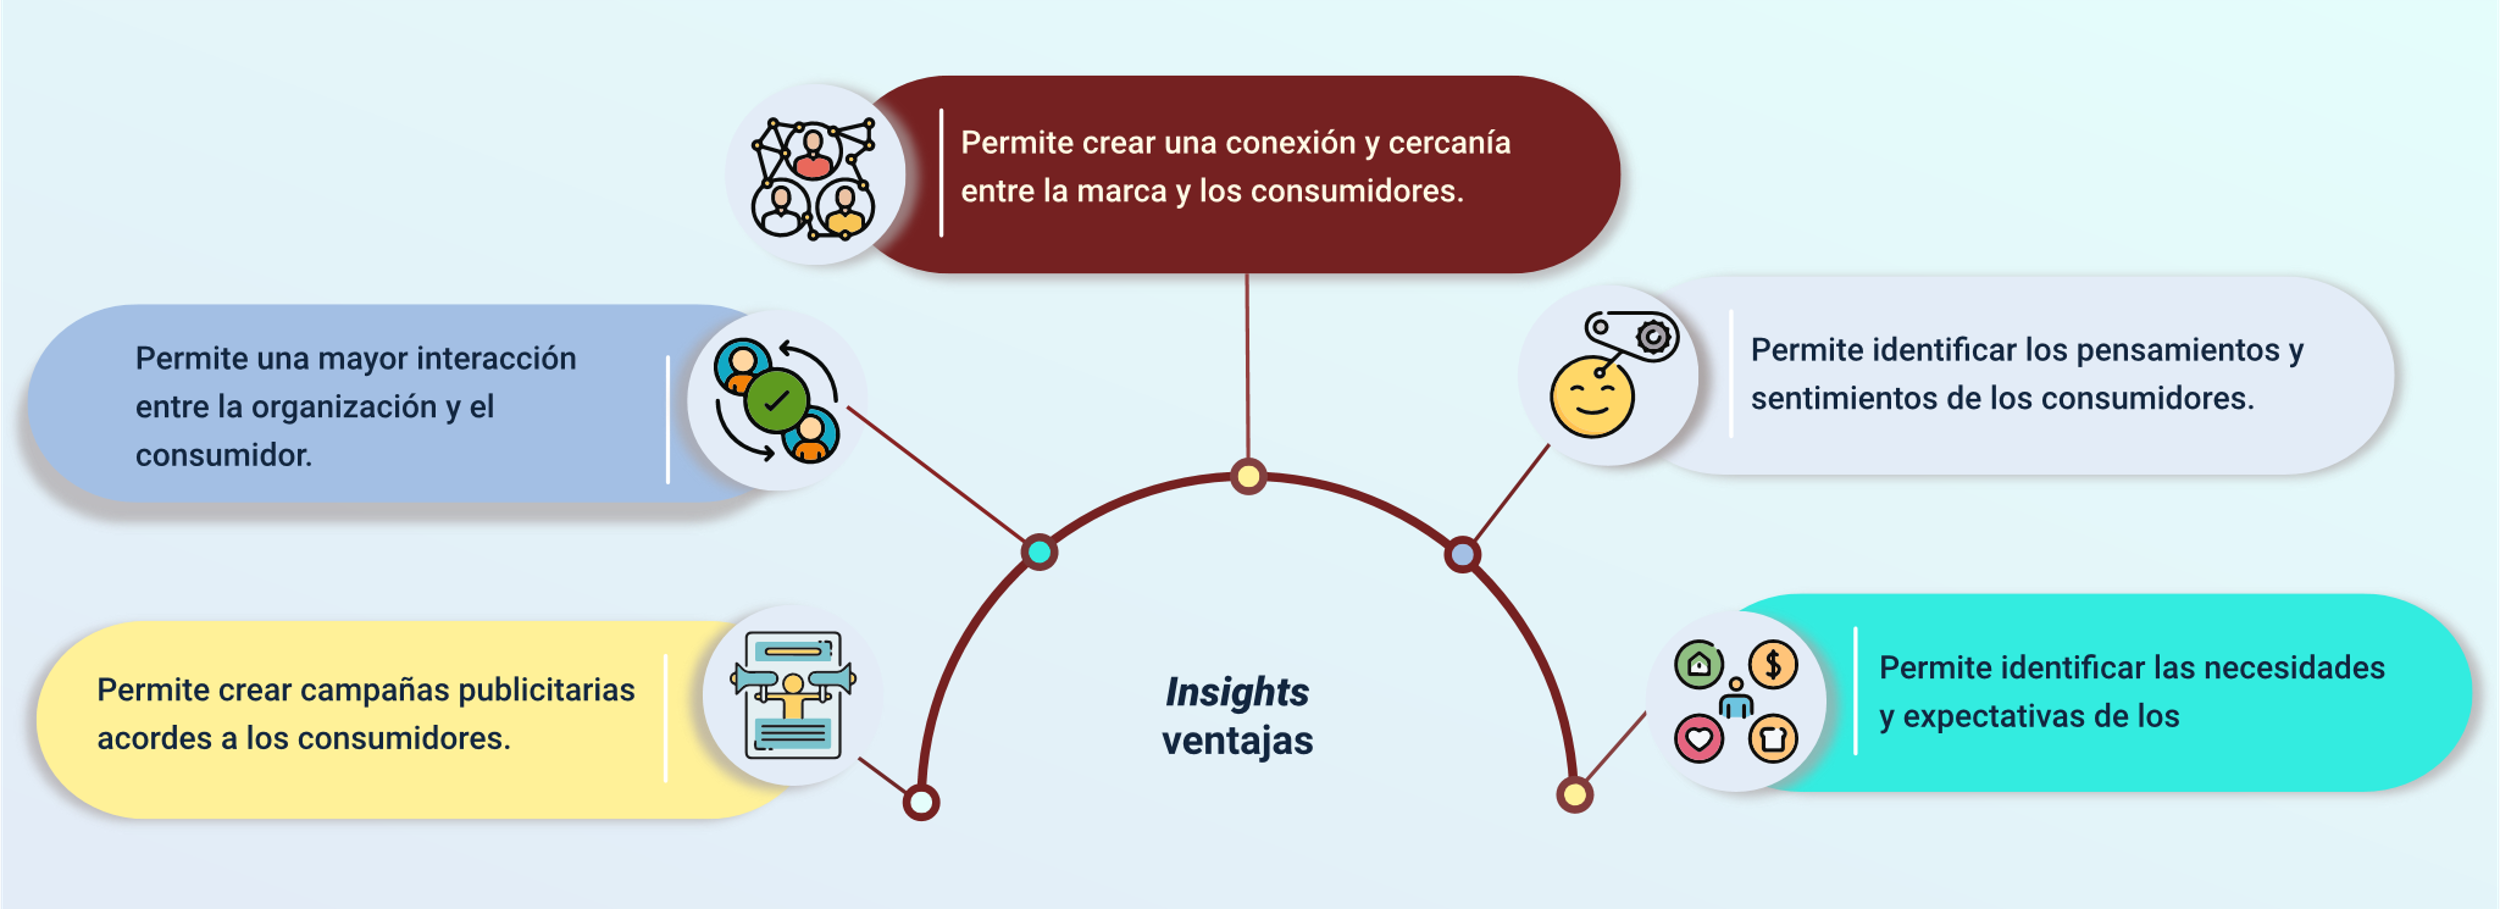 Permite crear una conexión y cercanía
entre la marca y los consumidores.
Permite una mayor interacción
entre la organización y el
consumidor.
Permite identificar los pensamientos y
sentimientos de los consumidores.
Permite crear campañas publicitarias
acordes a los consumidores.
Insights
ventajas
Permite identificar las necesidades
y expectativas de los